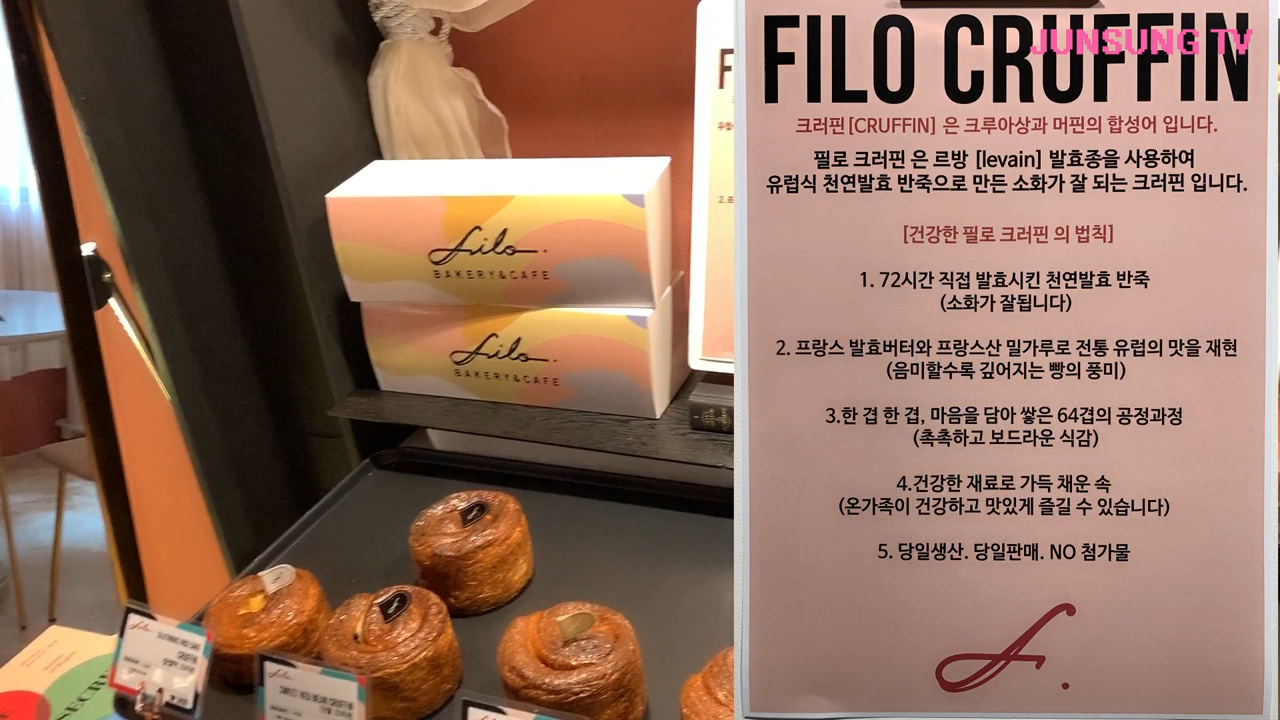 filo.
BAKERY&CAFE
filo.
BAKERY&CAFE
SECRE
filo.
filo.
SWEET RED BEAN CRUFFIN
FILO CRUFFIN
JUNSUNG TV
크러핀[CRUFFIN] 은 크루아상과 머핀의 합성어 입니다.
필로 크러핀 은 르방 [levain] 발효종을 사용하여
유럽식 천연발효 반죽으로 만든 소화가 잘 되는 크러핀 입니다.
[건강한 필로 크러핀 의 법칙]
1. 72시간 직접 발효시킨 천연발효 반죽
(소화가 잘됩니다)
2. 프랑스 발효버터와 프랑스산 밀가루로 전통 유럽의 맛을 재현
(음미할수록 깊어지는 빵의 풍미)
3.한 겹 한 겹, 마음을 담아 쌓은 64겹의 공정과정
(촉촉하고 보드라운 식감)
4.건강한 재료로 가득 채운 속
(온가족이 건강하고 맛있게 즐길 수 있습니다)
5. 당일생산. 당일판매. NO 첨가물
f.